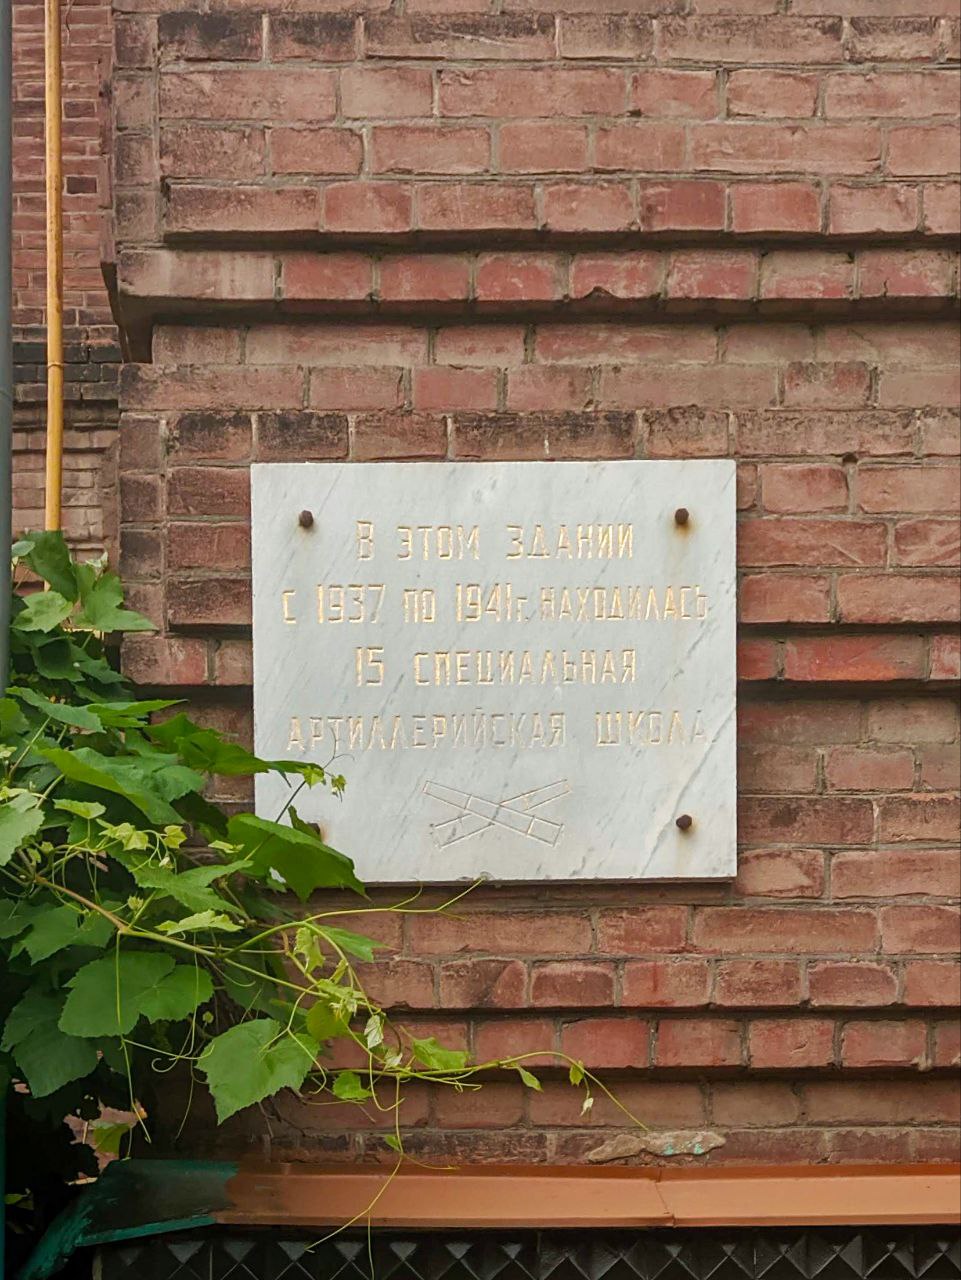 В ЭТОМ ЗДАНИИ
С 1937 ПО 1941г. НАХОДИЛАСЬ
15 СПЕЦИАЛЬНАЯ
АРТИЛЛЕРИЙСКАЯ ШКОЛА